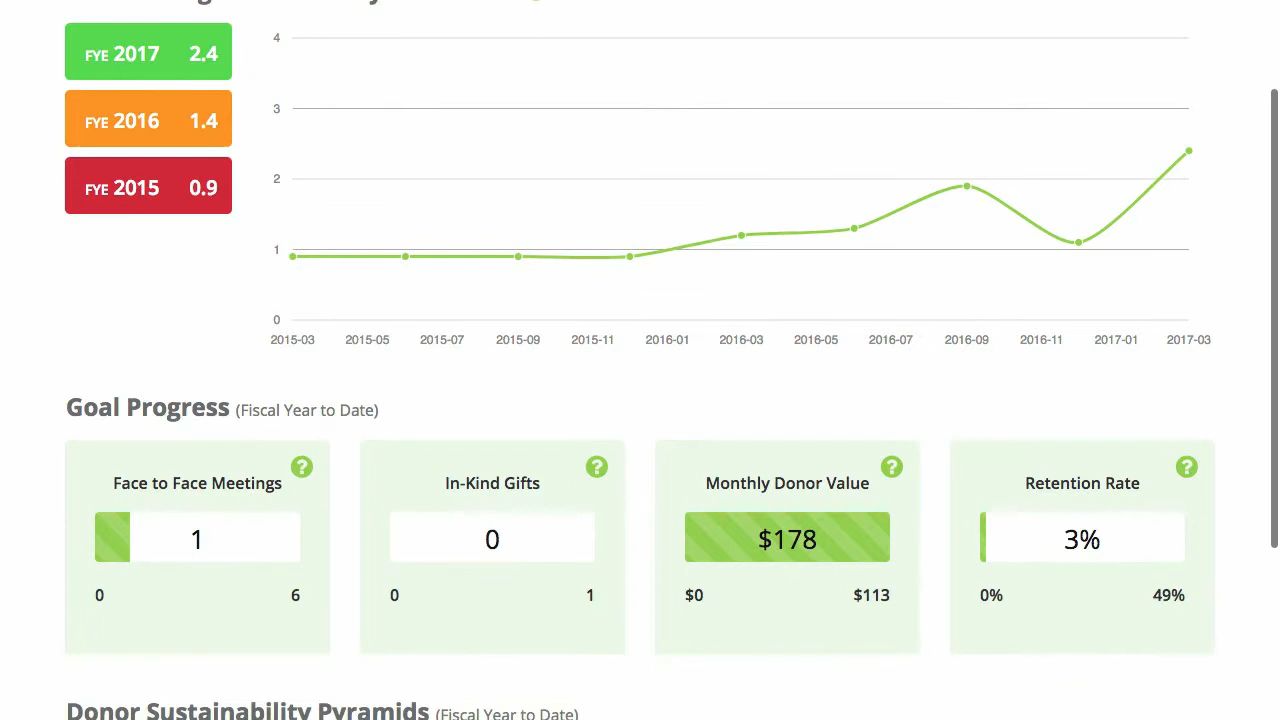 FYE 2017 2.4
FYE 2016 1.4
FYE 2015 0.9
4
3
2
1
0
2015-03 2015-05 2015-07 2015-09 2015-11 2016-01 2016-03 2016-05 2016-07 2016-09 2016-11 2017-01 2017-03
Goal Progress (Fiscal Year to Date)
?
Face to Face Meetings
1
0 6
?
In-Kind Gifts
0
0 1
?
Monthly Donor Value
$178
$0 $113
?
Retention Rate
3%
0% 49%
Donor Sustainability Pyramids (Fiscal Year to Date)